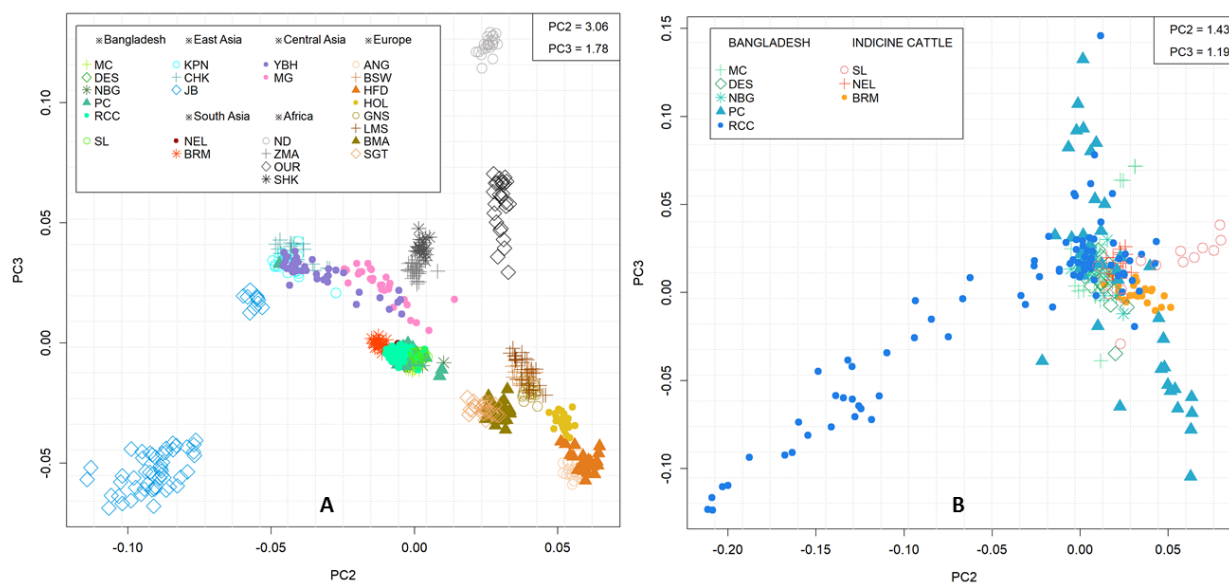 PC2 = 3.06
PC3 = 1.78
Bangladesh East Asia Central Asia Europe
MC KPN YBH ANG
DES CHK MG BSW
NBG JB HFD
PC HOL
RCC South Asia Africa GNS
LMS
SL NEL ND BMA
BRM ZMA SGT
OUR
SHK
0.10
0.05
0.00
-0.05
PC3
-0.10 -0.05 0.00 0.05
PC2
A
PC2 = 1.43
PC3 = 1.19
BANGLADESH INDICINE CATTLE
MC SL
DES NEL
NBG BRM
PC
RCC
0.15
0.10
0.05
0.00
-0.05
-0.10
PC3
-0.20 -0.15 -0.10 -0.05 0.00 0.05
PC2
B